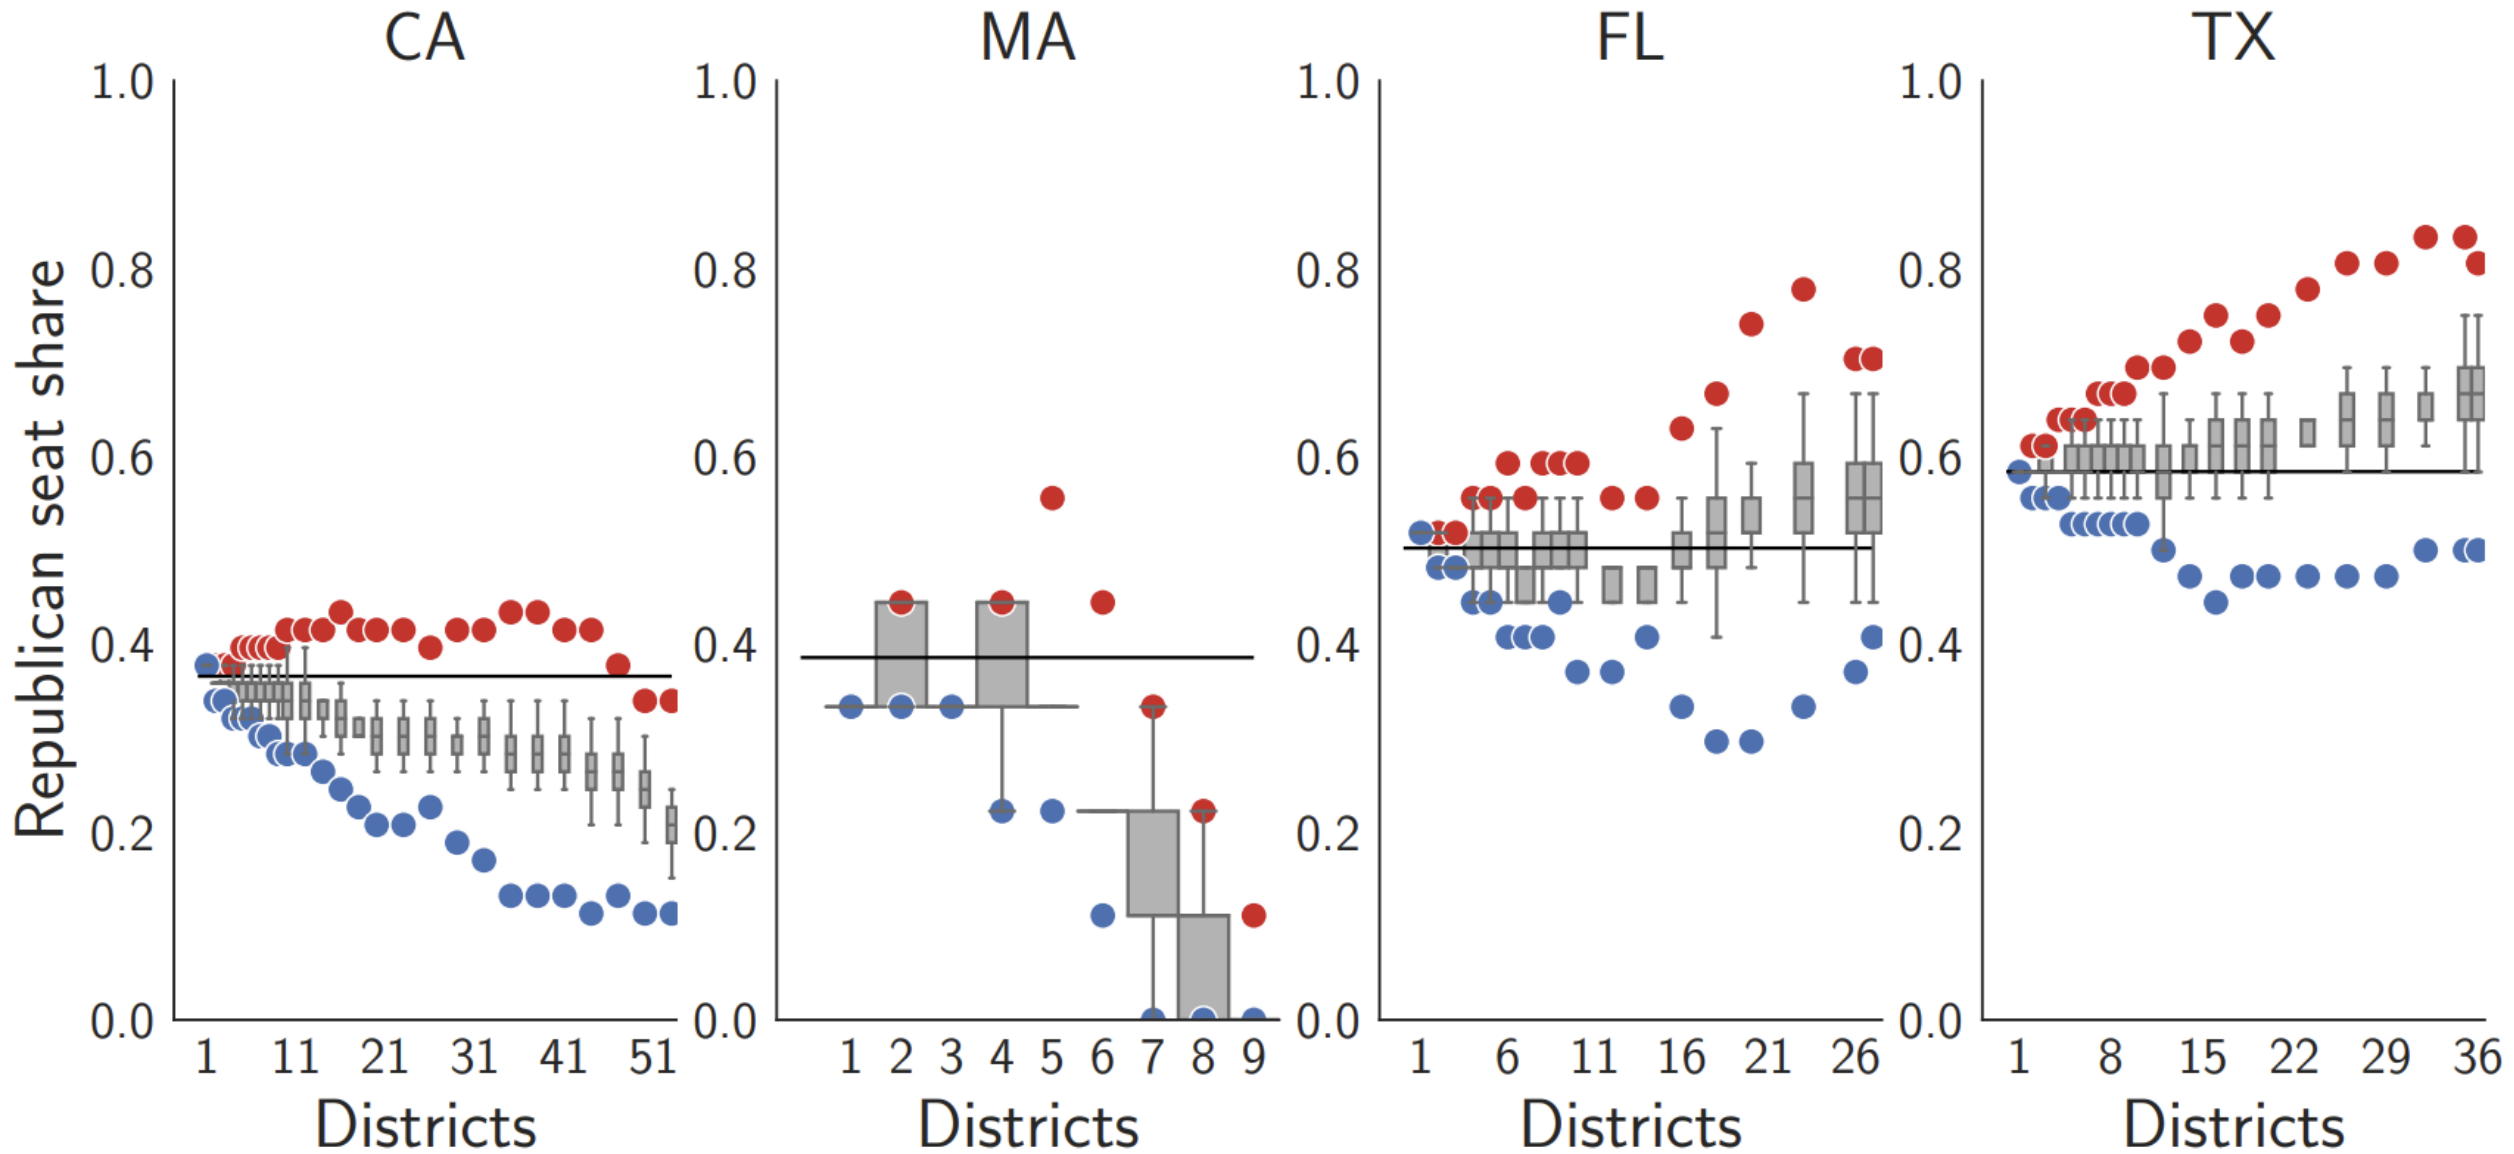 CA MA FL TX
Republican seat share
1.0 1.0 1.0 1.0
0.8 0.8 0.8 0.8
0.6 0.6 0.6 0.6
0.4 0.4 0.4 0.4
0.2 0.2 0.2 0.2
0.0 0.0 0.0 0.0
1 11 21 31 41 51 1 2 3 4 5 6 7 8 9 1 6 11 16 21 26 1 8 15 22 29 36
Districts Districts Districts Districts